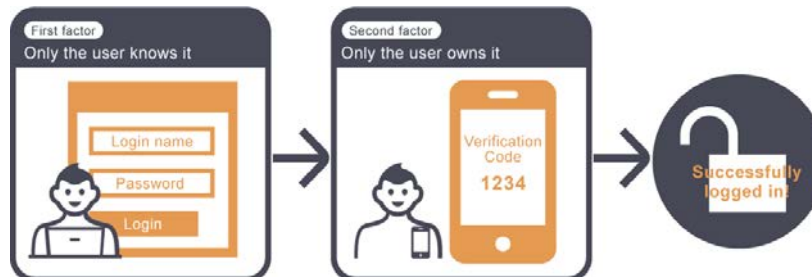 First factor
Only the user knows it
Login name
Password
Login
Second factor
Only the user owns it
Verification
Code
1234
Successfully
logged in!